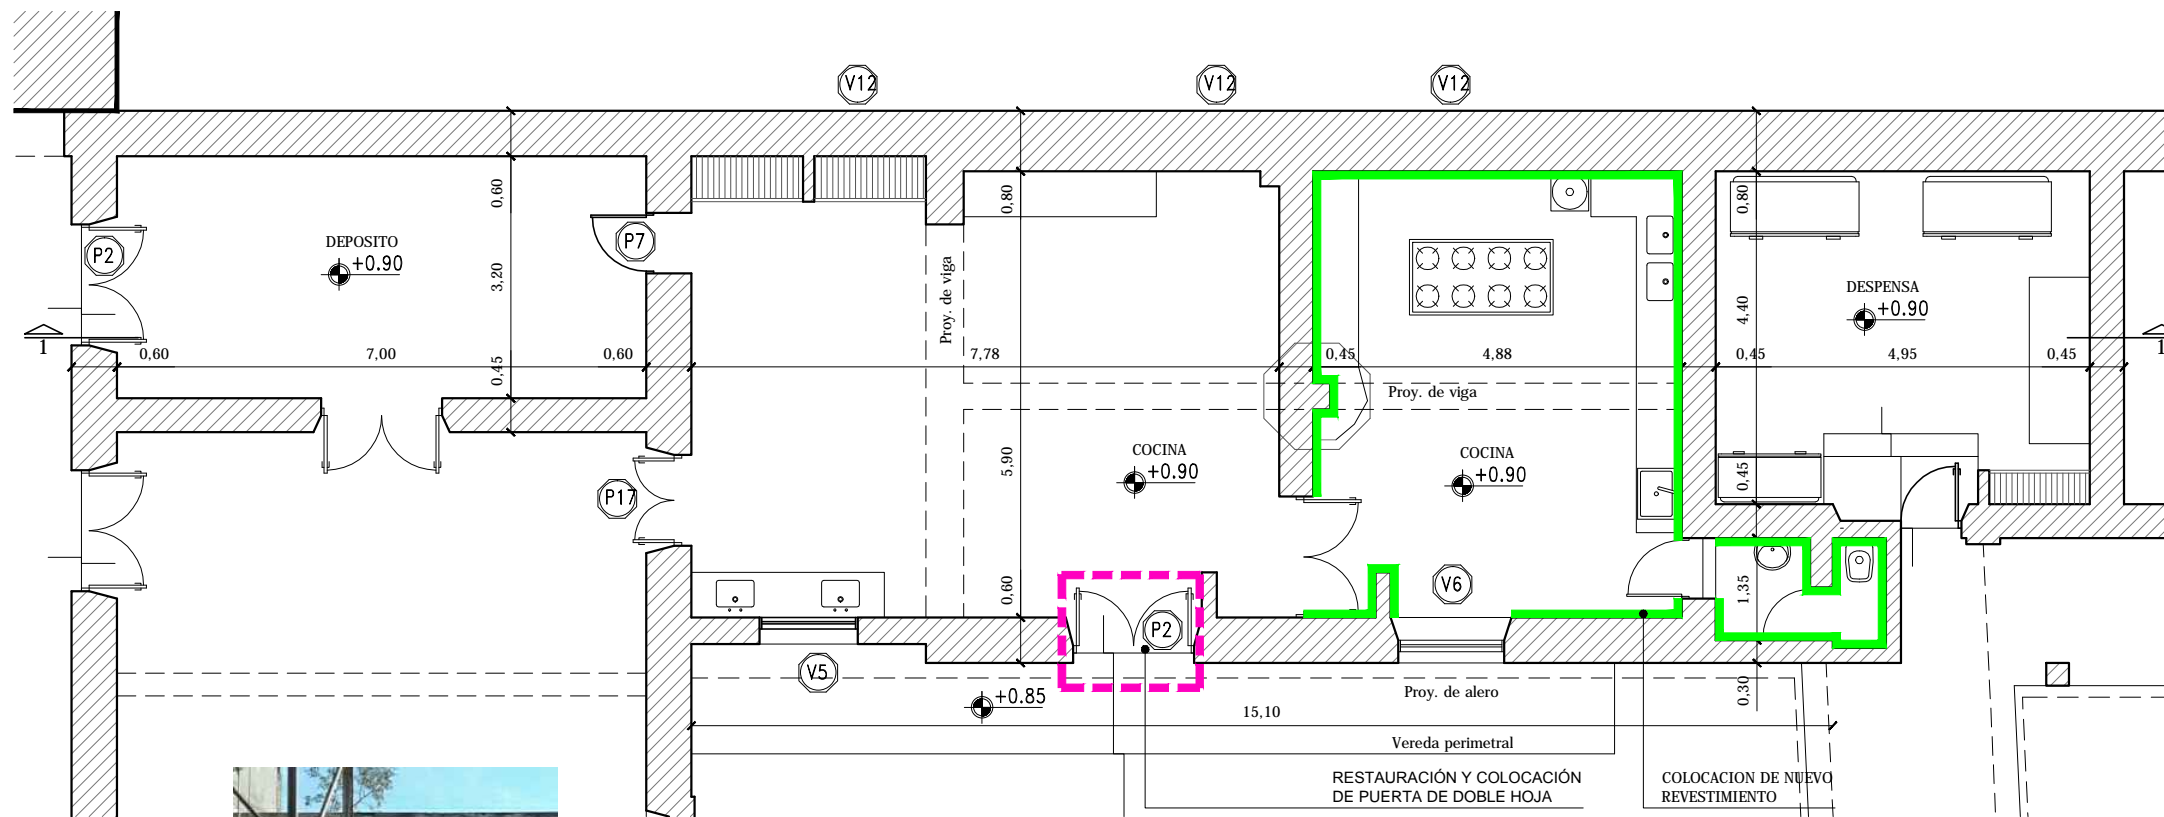 V12
V12
V12
P2
DEPOSITO
+0.90
P7
0,60
3,20
0,45
Proy. de viga
0,80
0,80
DESPENSA
+0.90
4,40
1
1
0,60
7,00
0,60
7,78
0,45
4,88
0,45
4,95
0,45
Proy. de viga
COCINA
+0.90
COCINA
+0.90
5,90
0,45
P17
0,60
V6
1,35
P2
V5
+0.85
Proy. de alero
0,30
15,10
Vereda perimetral
RESTAURACIÓN Y COLOCACIÓN
DE PUERTA DE DOBLE HOJA
COLOCACION DE NUEVO
REVESTIMIENTO